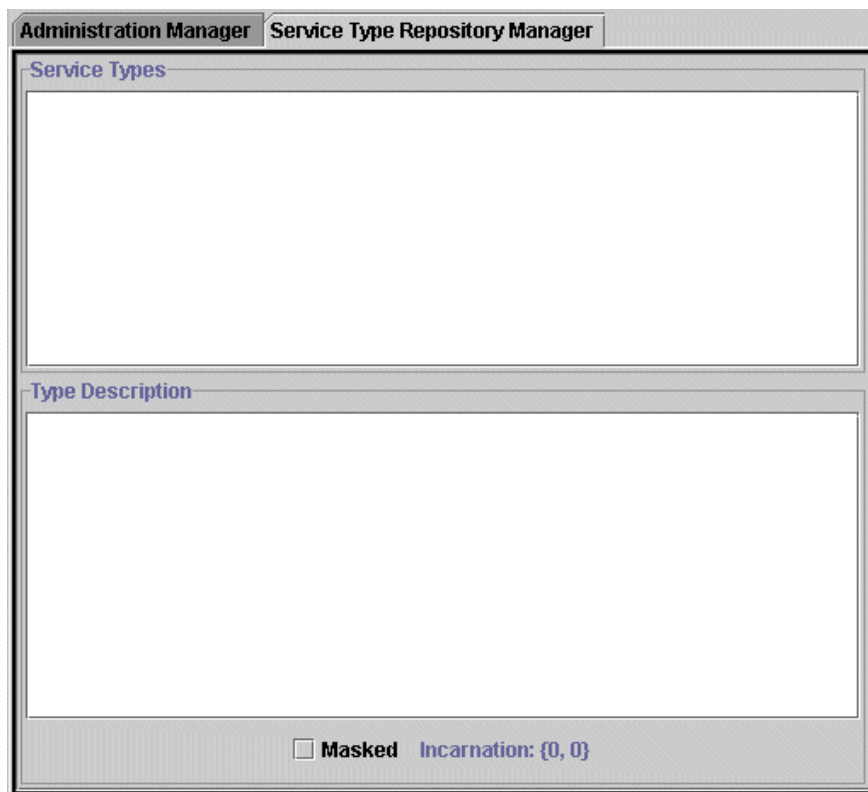 Administration Manager Service Type Repository Manager
Service Types
Type Description
Masked Incarnation: {0, 0}